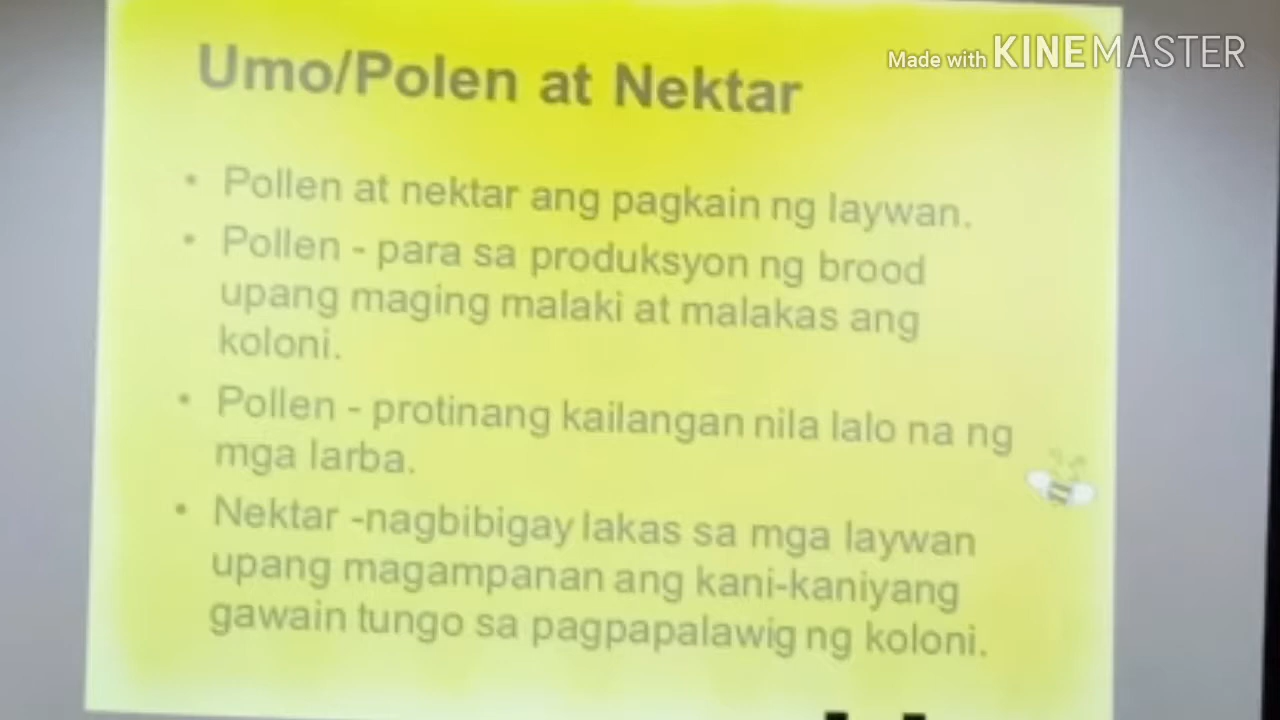 Made with KINEMASTER
Umo/Polen at Nektar
• Pollen at nektar ang pagkain ng laywan.
• Pollen - para sa produksyon ng brood
upang maging malaki at malakas ang
koloni.
• Pollen - protinang kailangan nila lalo na ng
mga larba.
• Nektar -nagbibigay lakas sa mga laywan
upang magampanan ang kani-kaniyang
gawain tungo sa pagpapalawig ng koloni.